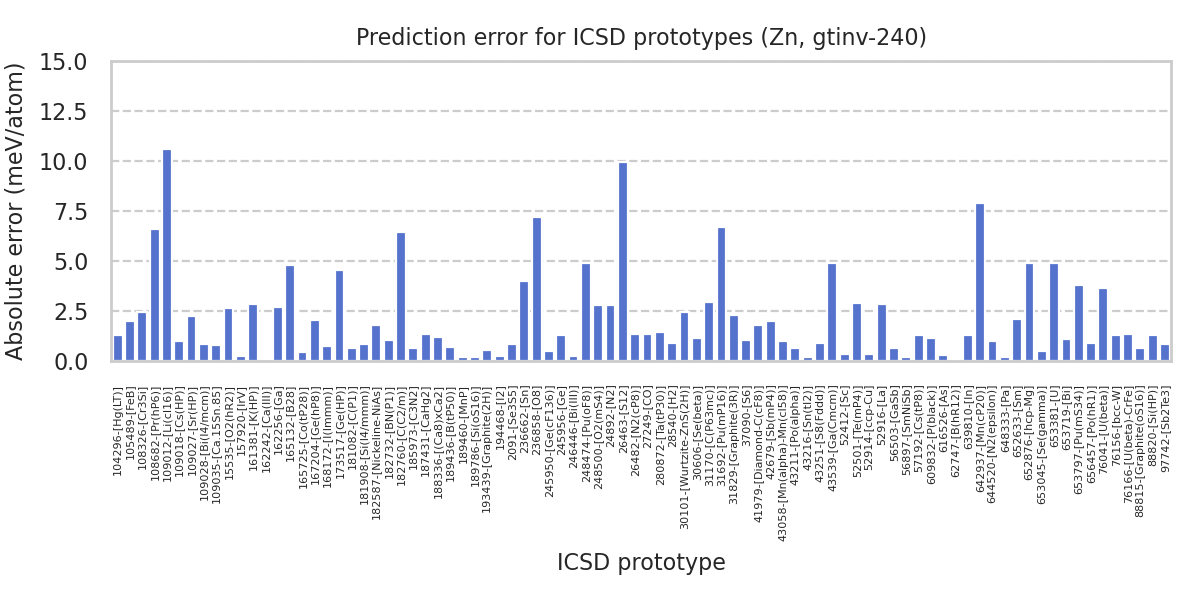 Prediction error for ICSD prototypes (Zn, gtinv-240)
Absolute error (meV/atom)
15.0
12.5
10.0
7.5
5.0
2.5
0.0
104296-[Hg(LT)]
105489-[FeB]
108326-[Cr3Si]
108682-[Pr(hP6)]
109012-[Li(cI16)]
109018-[Cs(HP)]
109027-[Sr(HP)]
109028-[Bi(I4/mcm)]
109035-[Ca.15Sn.85]
15535-[O2(hR2)]
157920-[IrV]
161381-[K(HP)]
162242-[Ca(III)]
162256-[Ga]
165132-[B28]
165725-[Co(tP28)]
167204-[Ge(hP8)]
168172-[I(Immm)]
173517-[Ge(HP)]
181082-[C(P1)]
181908-[Si(I4/mmm)]
182587-[Nickeline-NiAs]
182732-[BN(P1)]
182760-[C(C2/m)]
185973-[C3N2]
187431-[CaHg2]
188336-[(Ca8)xCa2]
189436-[B(tP50)]
189460-[MnP]
189786-[Si(oS16)]
193439-[Graphite(2H)]
194468-[I2]
2091-[Se3S5]
236662-[Sn]
236858-[O8]
245950-[Ge(cF136)]
245956-[Ge]
246446-[Bi(III)]
248474-[Pu(oF8)]
248500-[O2(mS4)]
24892-[N2]
26463-[S12]
26482-[N2(cP8)]
27249-[CO]
280872-[Ta(tP30)]
28540-[H2]
30101-[Wurtzite-ZnS(2H)]
30606-[Se(beta)]
31170-[C(P63mc)]
31692-[Pu(mP16)]
31829-[Graphite(3R)]
37090-[S6]
41979-[Diamond-C(cF8)]
42679-[Sb(mP4)]
43058-[Mn(alpha)-Mn(cI58)]
43211-[Po(alpha)]
43216-[Sn(tI2)]
43251-[S8(Fddd)]
43539-[Ga(Cmcm)]
52412-[Sc]
52501-[Te(mP4)]
52914-[fcc-Cu]
52916-[La]
56503-[GaSb]
56897-[SmNiSb]
57192-[Cs(tP8)]
609832-[P(black)]
616526-[As]
62747-[B(hR12)]
639810-[In]
642937-[Mn(cP20)]
644520-[N2(epsilon)]
648333-[Pa]
652633-[Sm]
652876-[hcp-Mg]
653045-[Se(gamma)]
653381-[U]
653719-[Bi]
653797-[Pu(mS34)]
656457-[Po(hR1)]
76041-[U(beta)]
76156-[bcc-W]
76166-[U(beta)-CrFe]
88815-[Graphite(oS16)]
88820-[Si(HP)]
97742-[Sb2Te3]
ICSD prototype